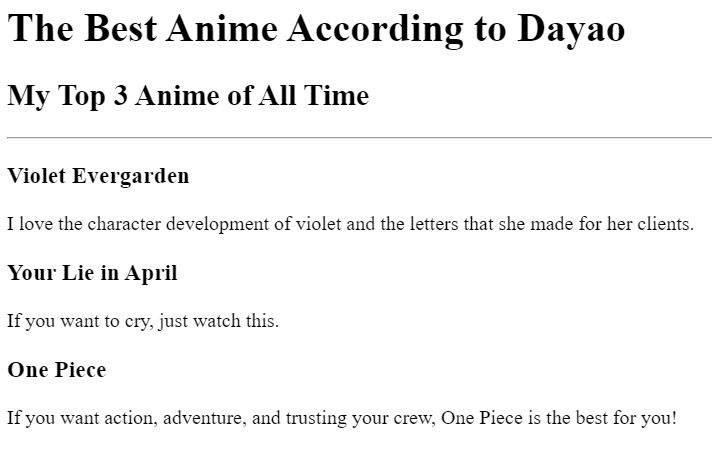 The Best Anime According to Dayao
My Top 3 Anime of All Time
Violet Evergarden
I love the character development of violet and the letters that she made for her clients.
Your Lie in April
If you want to cry, just watch this.
One Piece
If you want action, adventure, and trusting your crew, One Piece is the best for you!